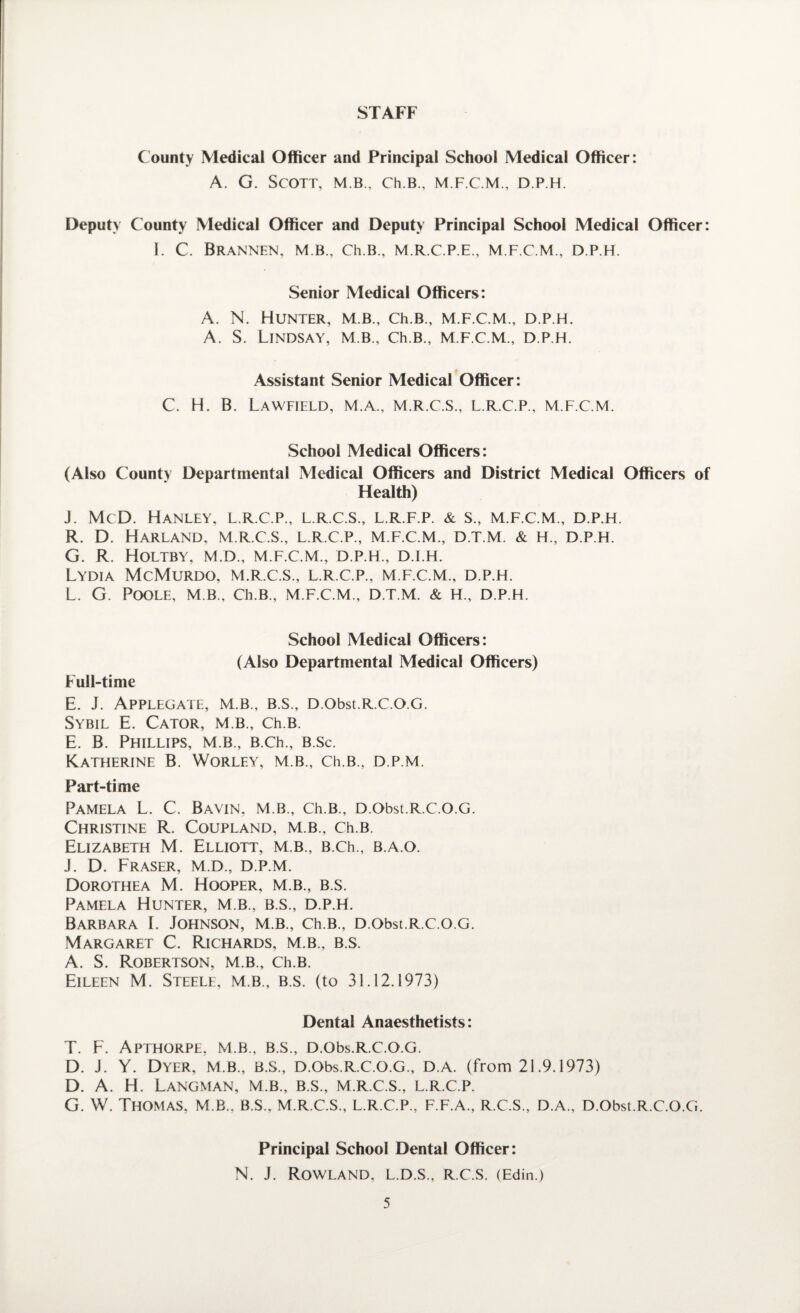 STAFF
County Medical Officer and Principal School Medical Officer:
A. G. SCOTT, M.B., Ch.B., M.F.C.M., D.P.H.
Deputy County Medical Officer and Deputy Principal School Medical Officer:
I. C. BRANNEN, M.B., Ch.B., M.R.C.P.E., M.F.C.M., D.P.H.
Senior Medical Officers:
A. N. HUNTER, M.B., Ch.B., M.F.C.M., D.P.H.
A. S. LINDSAY, M.B., Ch.B., M.F.C.M., D.P.H.
Assistant Senior Medical Officer:
C. H. B. LAWFIELD, M.A., M.R.C.S., L.R.C.P., M.F.C.M.
School Medical Officers:
(Also County Departmental Medical Officers and District Medical Officers of
Health)
J. McD. HANLEY, L.R.C.P., L.R.C.S., L.R.F.P. & S., M.F.C.M., D.P.H.
R. D. HARLAND, M.R.C.S., L.R.C.P., M.F.C.M., D.T.M. & H., D.P.H.
G. R. HOLTBY, M.D., M.F.C.M., D.P.H., D.I.H.
LYDIA MCMURDO, M.R.C.S., L.R.C.P., M.F.C.M., D.P.H.
L. G. POOLE, M.B., Ch.B., M.F.C.M., D.T.M. & H., D.P.H.
School Medical Officers:
(Also Departmental Medical Officers)
Full-time
E. J. APPLEGATE, M.B., B.S., D.Obst.R.C.O.G.
SYBIL E. CATOR, M.B., Ch.B.
E. B. PHILLIPS, M.B., B.Ch., B.Sc.
KATHERINE B. WORLEY, M.B., Ch.B., D.P.M.
Part-time
PAMELA L. C. BAVIN, M.B., Ch.B., D.Obst.R.C.O.G.
CHRISTINE R. COUPLAND, M.B., Ch.B.
ELIZABETH M. ELLIOTT, M.B., B.Ch., B.A.O.
J. D. FRASER, M.D., D.P.M.
DOROTHEA M. HOOPER, M.B., B.S.
PAMELA HUNTER, M.B., B.S., D.P.H.
BARBARA I. JOHNSON, M.B., Ch.B., D.Obst.R.C.O.G.
MARGARET C. RICHARDS, M.B., B.S.
A. S. ROBERTSON, M.B., Ch.B.
EILEEN M. STEELE, M.B., B.S. (to 31.12.1973)
Dental Anaesthetists:
T. F. APTHORPE, M.B., B.S., D.Obs.R.C.O.G.
D. J. Y. DYER, M.B., B.S., D.Obs.R.C.O.G., D.A. (from 21.9.1973)
D. A. H. LANGMAN, M.B., B.S., M.R.C.S., L.R.C.P.
G. W. THOMAS, M.B., B.S., M.R.C.S., L.R.C.P., F.F.A., R.C.S., D.A., D.Obst.R.C.O.G.
Principal School Dental Officer:
N. J. ROWLAND, L.D.S., R.C.S. (Edin.)
5